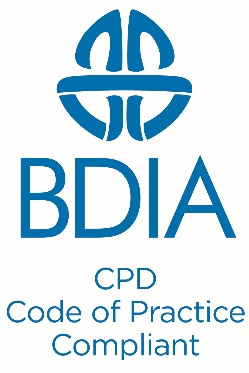 BDIA
CPD
Code of Practice
Compliant